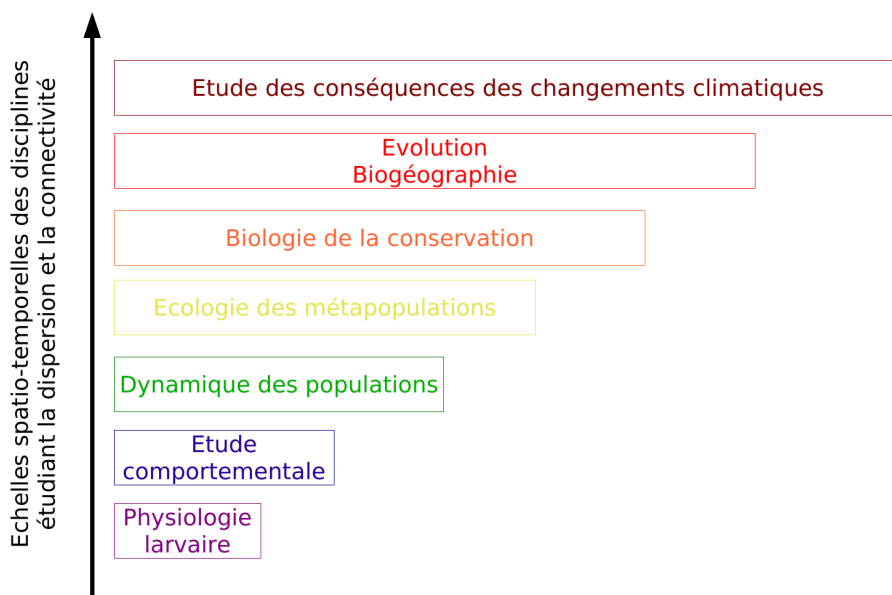 Echelles spatio-temporelles des disciplines
étudiant la dispersion et la connectivité
Etude des conséquences des changements climatiques
Evolution
Biogéographie
Biologie de la conservation
Ecologie des métapopulations
Dynamique des populations
Etude
comportementale
Physiologie
larvaire